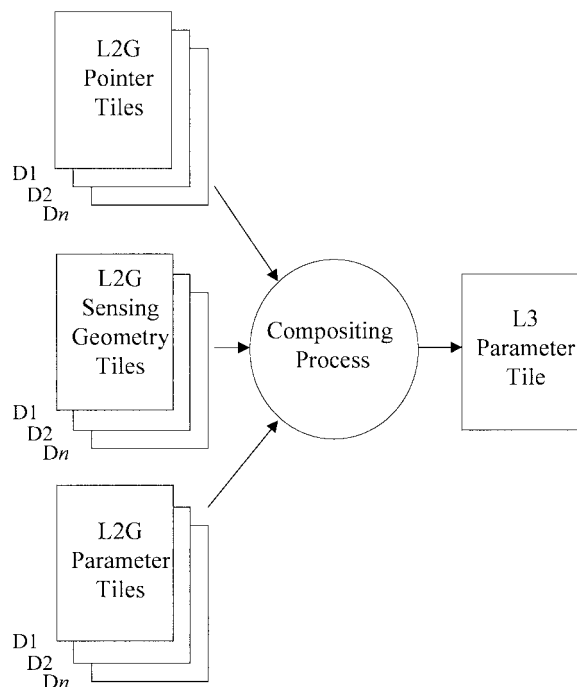 L2G
Pointer
Tiles
D1
D2
Dn
L2G
Sensing
Geometry
Tiles
D1
D2
Dn
L2G
Parameter
Tiles
D1
D2
Dn
Compositing
Process
L3
Parameter
Tile